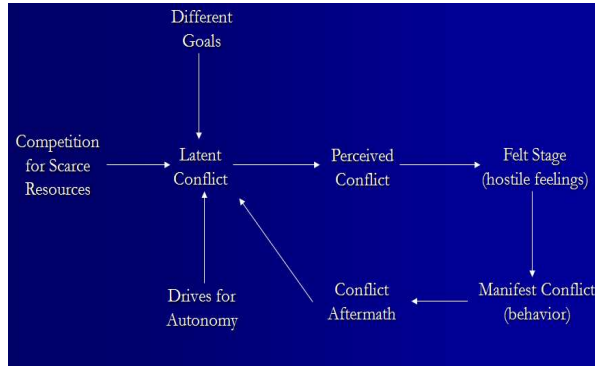 Different
Goals
Competition
for Scarce
Resources
Latent
Conflict
Perceived
Conflict
Felt Stage
(hostile feelings)
Drives for
Autonomy
Conflict
Aftermath
Manifest Conflict
(behavior)